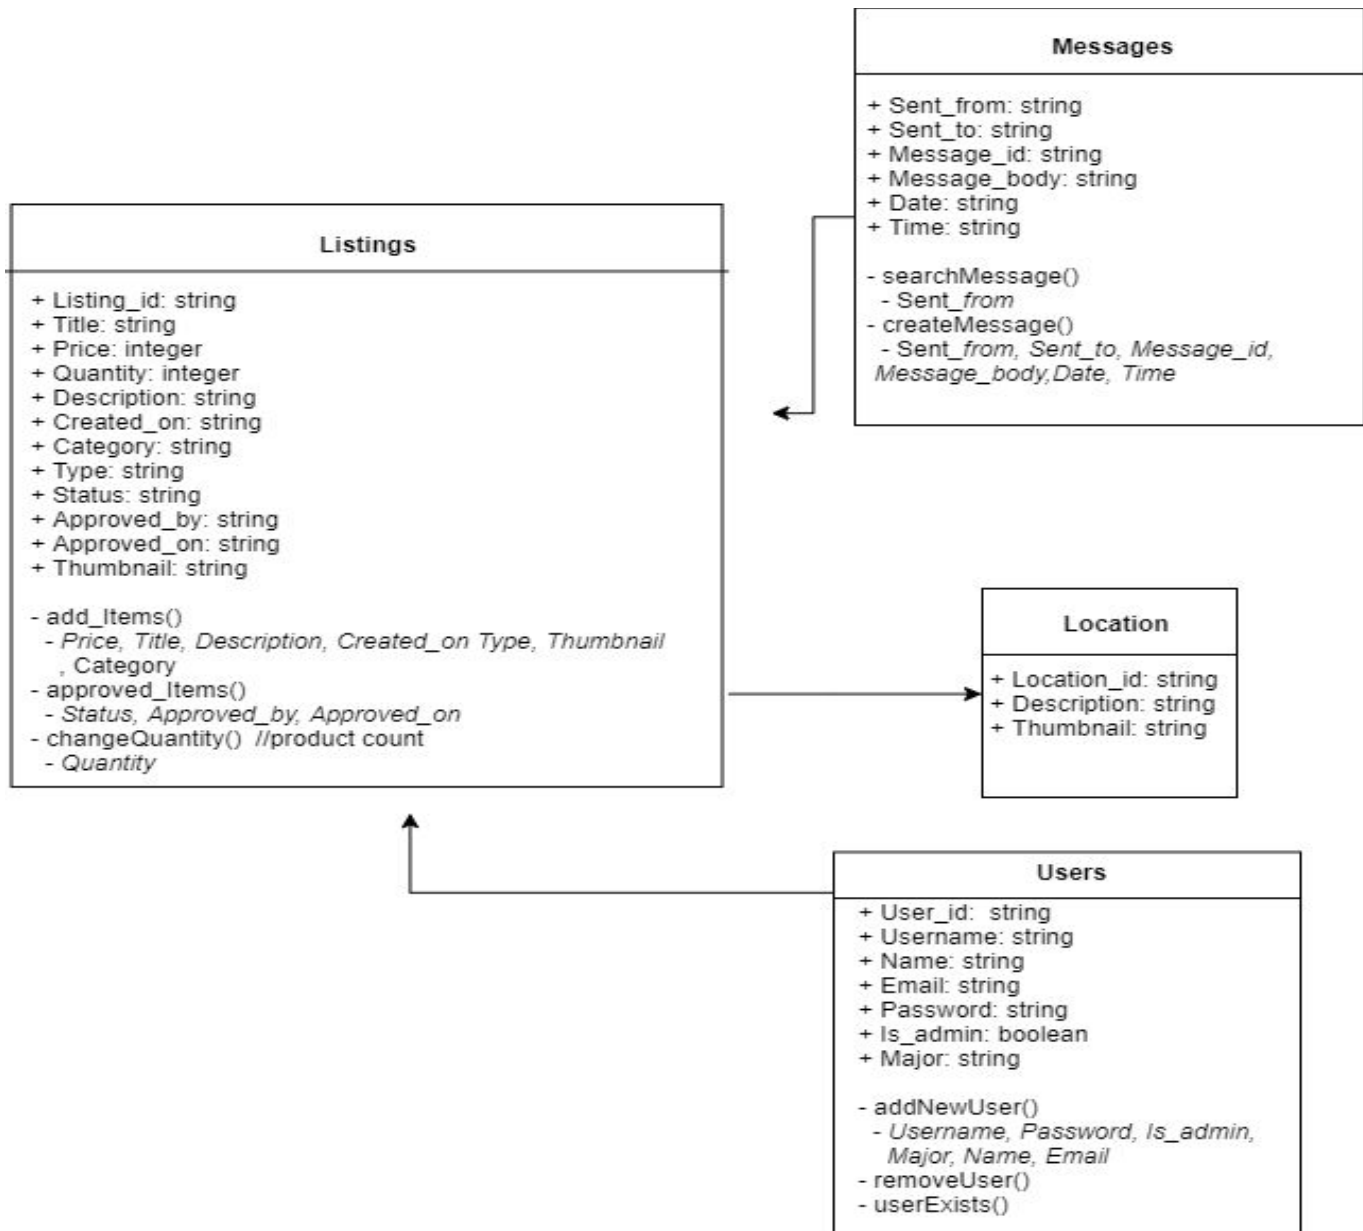 Messages
+ Sent_from: string
+ Sent_to: string
+ Message_id: string
+ Message_body: string
+ Date: string
+ Time: string
- searchMessage()
- Sent_from
- createMessage()
- Sent_from, Sent_to, Message_id,
Message_body,Date, Time
Listings
+ Listing_id: string
+ Title: string
+ Price: integer
+ Quantity: integer
+ Description: string
+ Created_on: string
+ Category: string
+ Type: string
+ Status: string
+ Approved_by: string
+ Approved_on: string
+ Thumbnail: string
- add_Items()
- Price, Title, Description, Created_on Type, Thumbnail
, Category
- approved_Items()
- Status, Approved_by, Approved_on
- changeQuantity() //product count
- Quantity
Location
+ Location_id: string
+ Description: string
+ Thumbnail: string
Users
+ User_id: string
+ Username: string
+ Name: string
+ Email: string
+ Password: string
+ Is_admin: boolean
+ Major: string
- addNewUser()
- Username, Password, Is_admin,
Major, Name, Email
- removeUser()
- userExists()